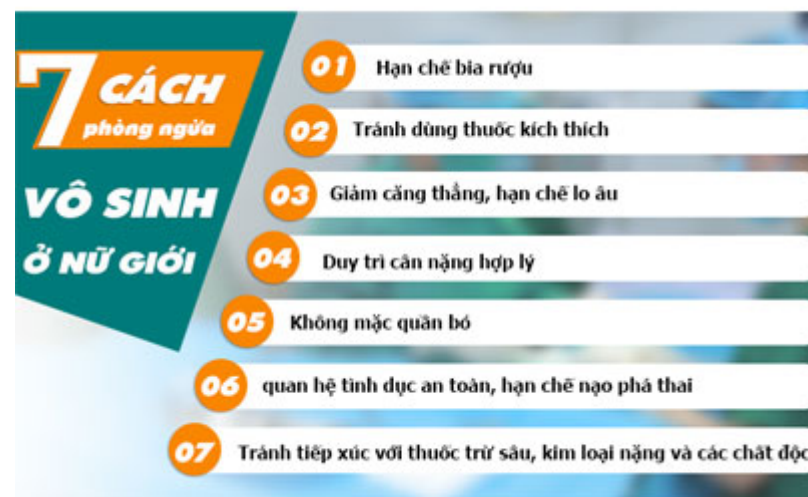 7 CÁCH
phòng ngừa
VÔ SINH
Ở NỮ GIỚI
01 Hạn chế bia rượu
02 Tránh dùng thuốc kích thích
03 Giảm căng thẳng, hạn chế lo âu
04 Duy trì cân nặng hợp lý
05 Không mặc quần bó
06 quan hệ tình dục an toàn, hạn chế nạo phá thai
07 Tránh tiếp xúc với thuốc trừ sâu, kim loại nặng và các chất độc